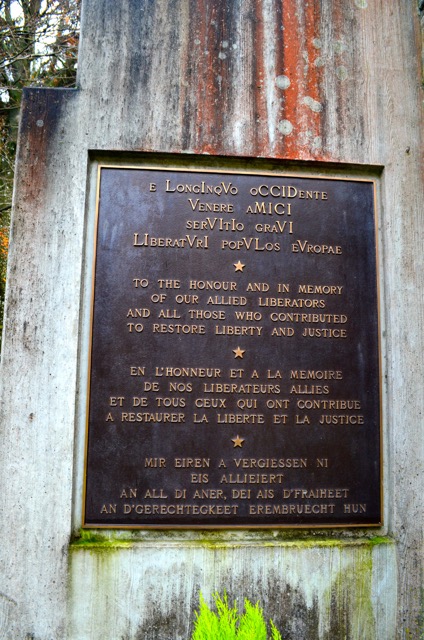 e LongInqVo oCCIDente
Venere aMICI
serVItIo graVI
LIberatVrI popVLos eVropae
TO THE HONOUR AND IN MEMORY
OF OUR ALLIED LIBERATORS
AND ALL THOSE WHO CONTRIBUTED
TO RESTORE LIBERTY AND JUSTICE
EN L'HONNEUR ET A LA MEMOIRE
DE NOS LIBERATEURS ALLIES
ET DE TOUS CEUX QUI ONT CONTRIBUE
A RESTAURER LA LIBERTE ET LA JUSTICE
MIR EIREN A VERGIESSEN NI
EIS ALLIEIERT
AN ALL DI ANER, DEI AIS D'FRAIHEET
AN D'GERECHTEGKEET EREMBRUECHT HUN